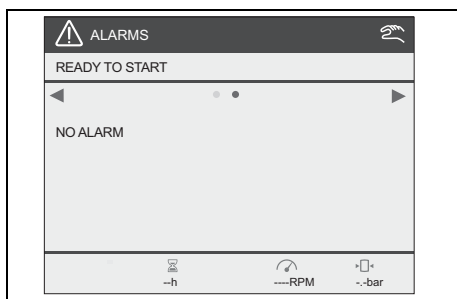 ALARMS
READY TO START
NO ALARM
--h
----RPM
-.-bar